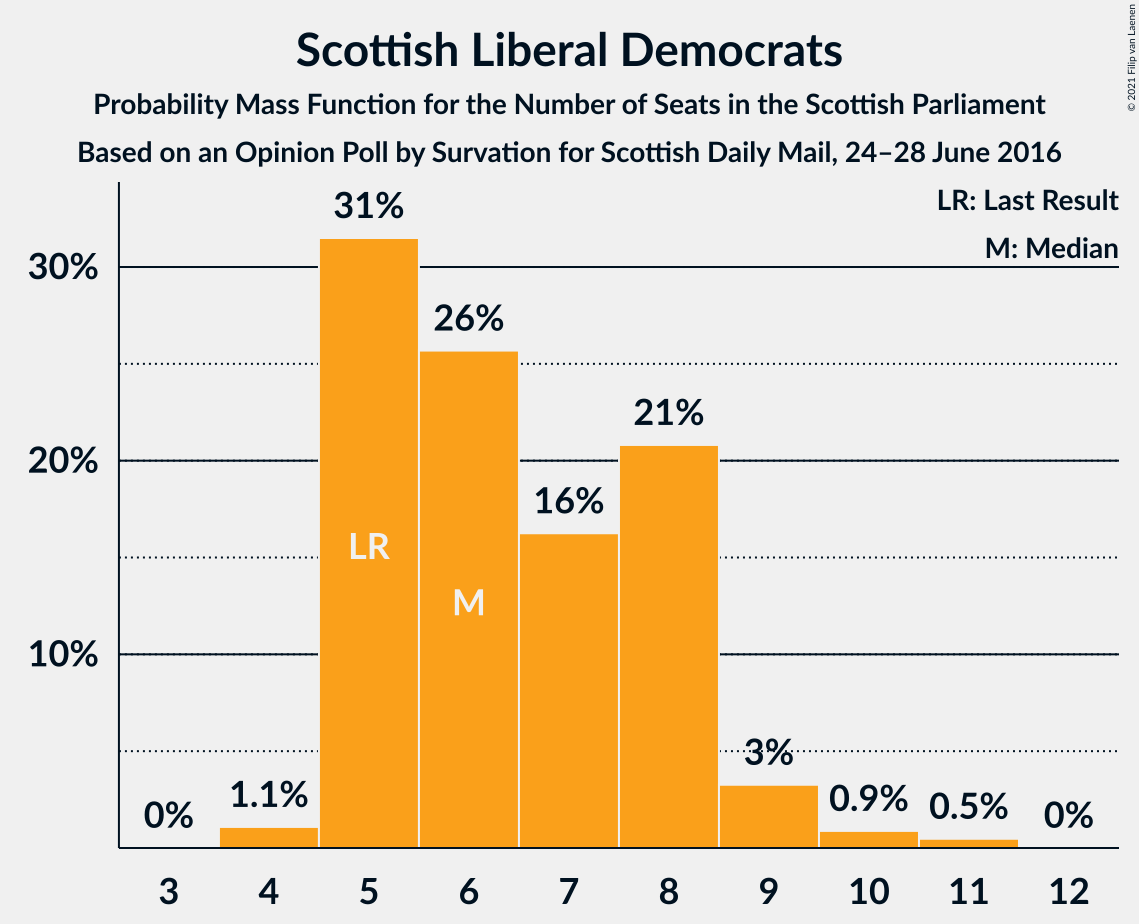 Scottish Liberal Democrats
Probability Mass Function for the Number of Seats in the Scottish Parliament
Based on an Opinion Poll by Survation for Scottish Daily Mail, 24–28 June 2016
© 2021 Filip van Laenen
LR: Last Result
M: Median
30%
20%
10%
0%
1.1%
31%
26%
16%
21%
3%
0.9%
0.5%
0%
LR
M
3 4 5 6 7 8 9 10 11 12